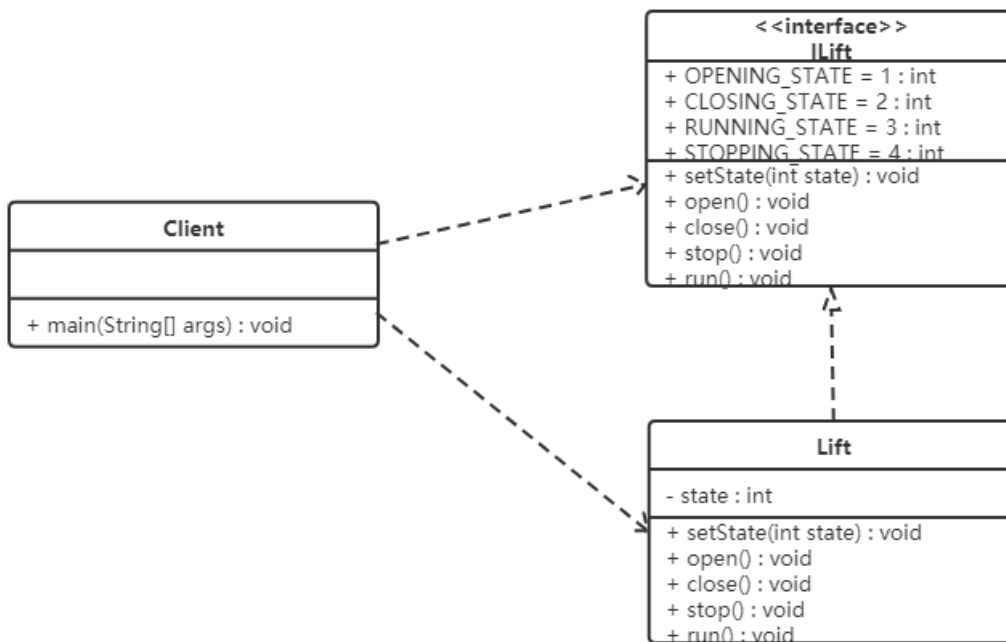 <<interface>>
ILift
+ OPENING_STATE = 1 : int
+ CLOSING_STATE = 2 : int
+ RUNNING_STATE = 3 : int
+ STOPPING_STATE = 4 : int
+ setState(int state) : void
+ open() : void
+ close() : void
+ stop() : void
+ run() : void
Client
+ main(String[] args) : void
Lift
- state : int
+ setState(int state) : void
+ open() : void
+ close() : void
+ stop() : void
+ run() : void